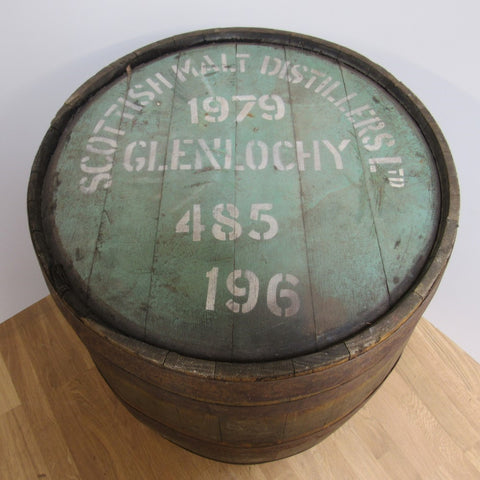 SCOTTISH MALT DISTILLERS LTD
1979
GLENLOCHY
485
196